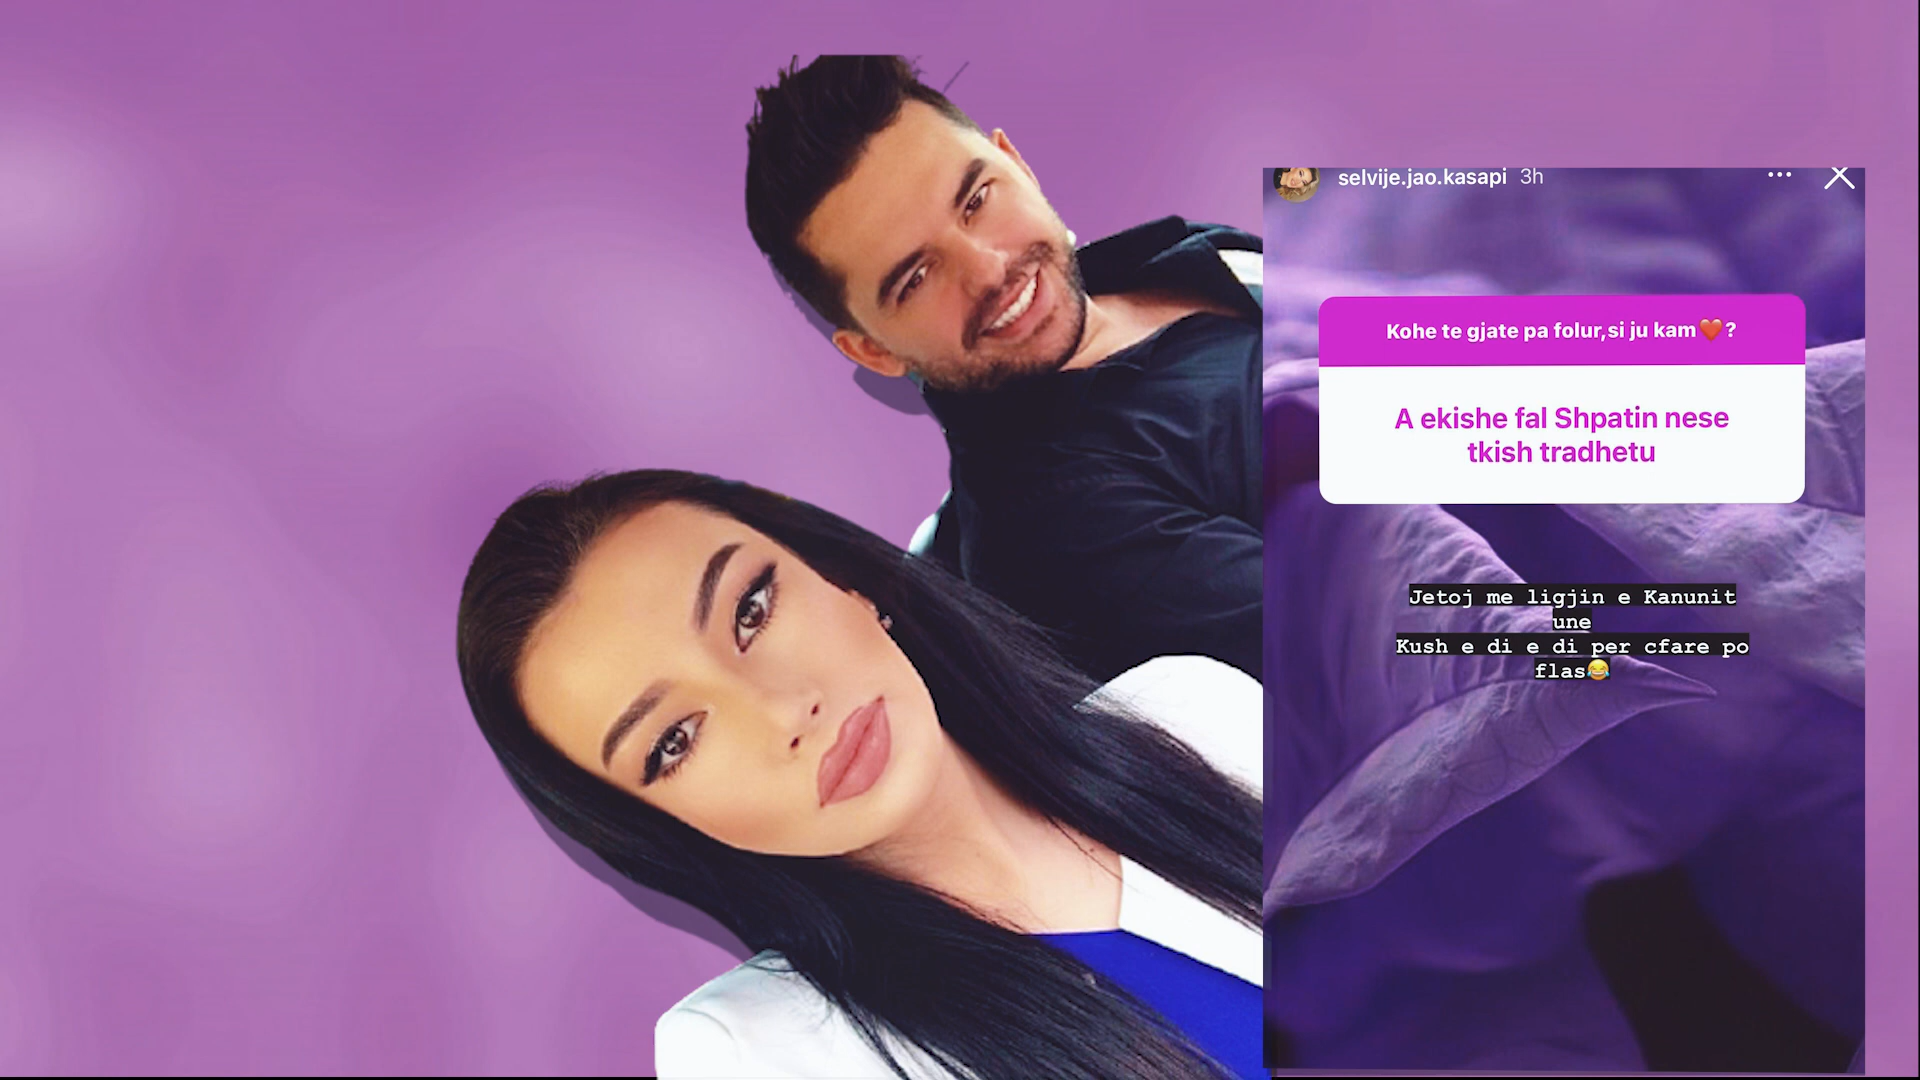 selvije.jao.kasapi 3h
Kohe te gjate pa folur,si ju kam❤️?
A ekishe fal Shpatin nese
tkish tradhetu
Jetoj me ligjin e Kanunit
une
Kush e di e di per cfare po
flas😂